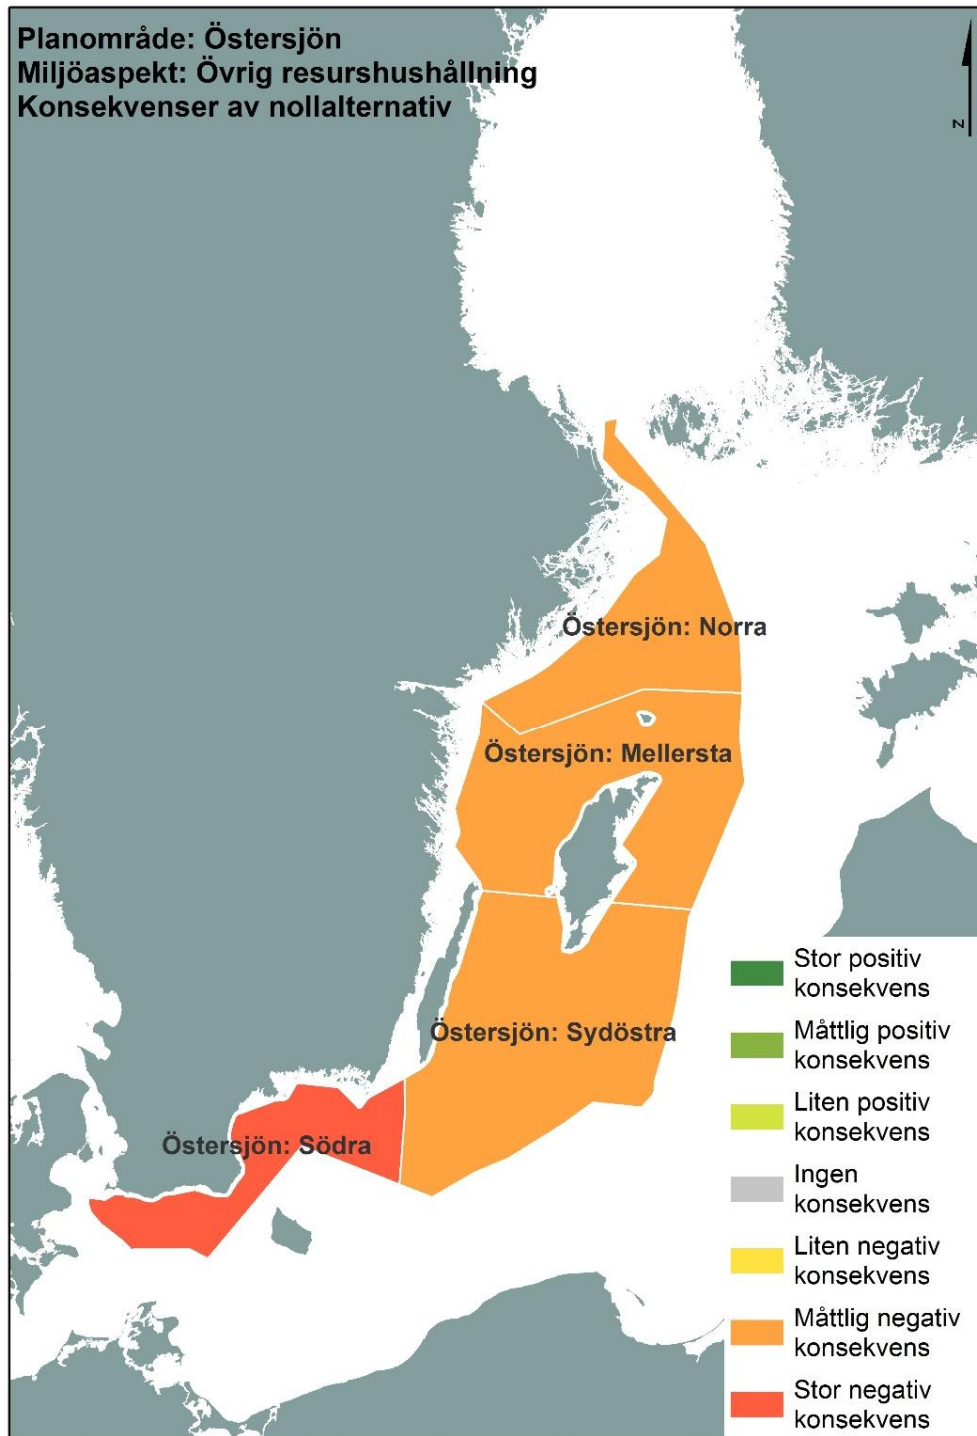 Planområde: Östersjön
Miljöaspekt: Övrig resurshushållning
Konsekvenser av nollalternativ
N
Östersjön: Norra
Östersjön: Mellersta
Östersjön: Sydöstra
Östersjön: Södra
Stor positiv
konsekvens
Måttlig positiv
konsekvens
Liten positiv
konsekvens
Ingen
konsekvens
Liten negativ
konsekvens
Måttlig negativ
konsekvens
Stor negativ
konsekvens